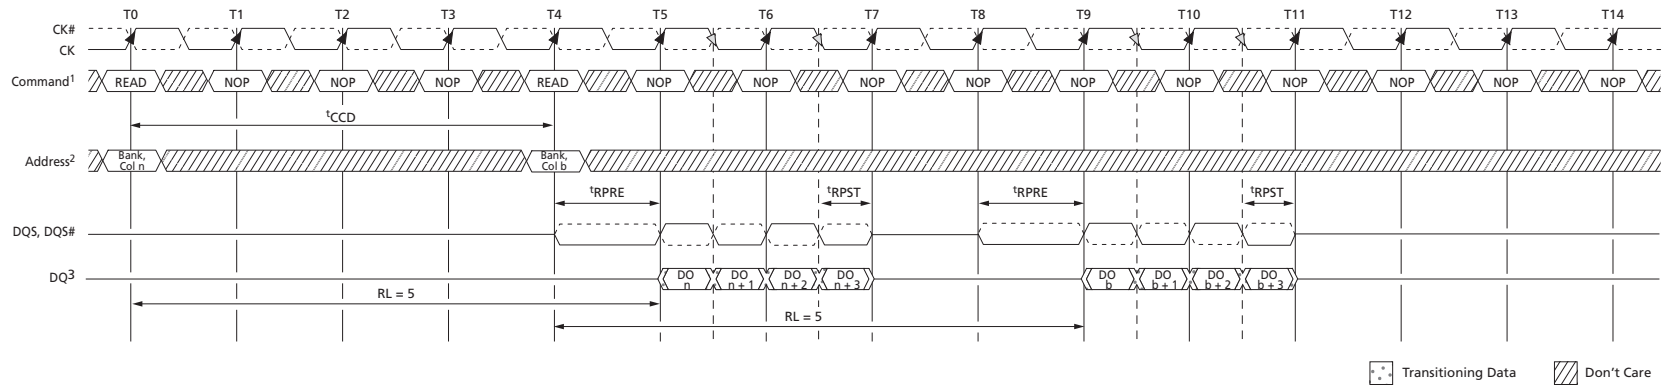 T0 T1 T2 T3 T4 T5 T6 T7 T8 T9 T10 T11 T12 T13 T14
CK#
CK
Command1 READ NOP NOP NOP READ NOP NOP NOP NOP NOP NOP NOP NOP NOP NOP
tCCD
Address2 Bank, Col n Bank, Col b
tRPRE tRPST tRPRE tRPST
DQS, DQS#
DQ3 DO n DO n + 1 DO n + 2 DO n + 3 DO b DO b + 1 DO b + 2 DO b + 3
RL = 5
RL = 5
Transitioning Data Don't Care